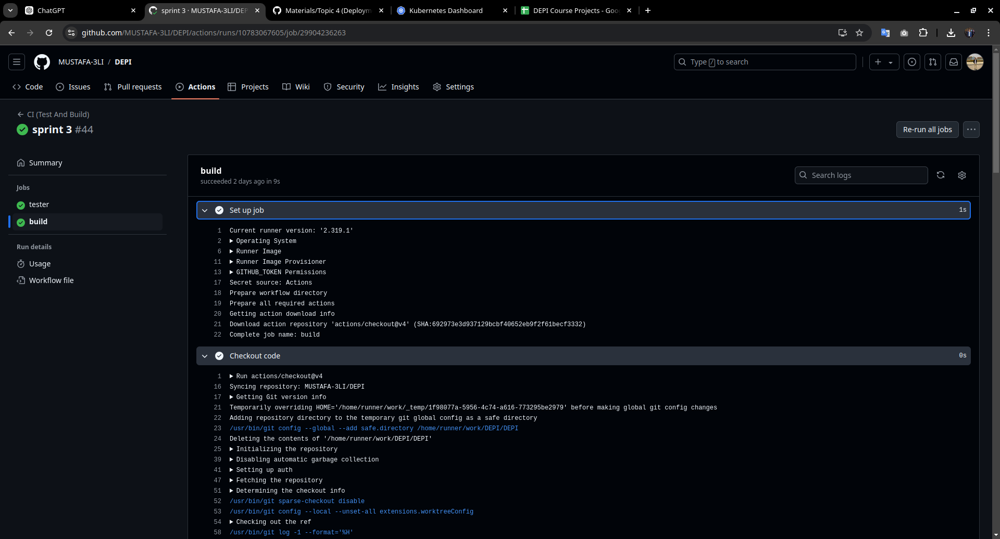 ChatGPT
sprint 3 · MUSTAFA-3LI/DEP
Materials/Topic 4 (Deploym
Kubernetes Dashboard
DEPI Course Projects - Goo
github.com/MUSTAFA-3LI/DEPI/actions/runs/10783067605/job/29904236263
MUSTAFA-3LI / DEPI
Type / to search
Code
Issues
Pull requests
Actions
Projects
Wiki
Security
Insights
Settings
CI (Test And Build)
sprint 3 #44
Re-run all jobs
Summary
Jobs
tester
build
Run details
Usage
Workflow file
build
succeeded 2 days ago in 9s
Search logs
Set up job 1s
1 Current runner version: '2.319.1'
2 Operating System
6 Runner Image
11 Runner Image Provisioner
13 GITHUB_TOKEN Permissions
17 Secret source: Actions
18 Prepare workflow directory
19 Prepare all required actions
20 Getting action download info
21 Download action repository 'actions/checkout@v4' (SHA:692973e3d937129bcbf40652eb9f2f61becf3332)
22 Complete job name: build
Checkout code 0s
1 Run actions/checkout@v4
16 Syncing repository: MUSTAFA-3LI/DEPI
17 Getting Git version info
21 Temporarily overriding HOME='/home/runner/work/_temp/1f98077a-5956-4c74-a616-773295be2979' before making global git config changes
22 Adding repository directory to the temporary git global config as a safe directory
23 /usr/bin/git config --global --add safe.directory /home/runner/work/DEPI/DEPI
24 Deleting the contents of '/home/runner/work/DEPI/DEPI'
25 Initializing the repository
39 Disabling automatic garbage collection
41 Setting up auth
47 Fetching the repository
51 Determining the checkout info
52 /usr/bin/git sparse-checkout disable
53 /usr/bin/git config --local --unset-all extensions.worktreeConfig
54 Checking out the ref
58 /usr/bin/git log -1 --format='%H'